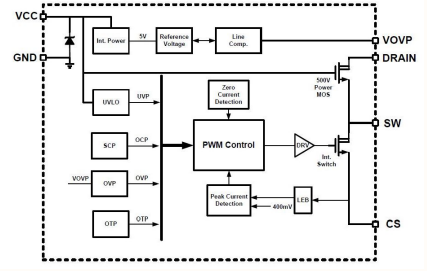 VCC
GND
Int. Power
5V
Reference
Voltage
Line
Comp.
VOVP
DRAIN
500V
Power
MOS
UVLO
UVP
Zero
Current
Detection
SW
SCP
OCP
PWM Control
DRV
Int.
Switch
VOVP
OVP
OVP
Peak Current
Detection
LEB
400mV
OTP
OTP
CS